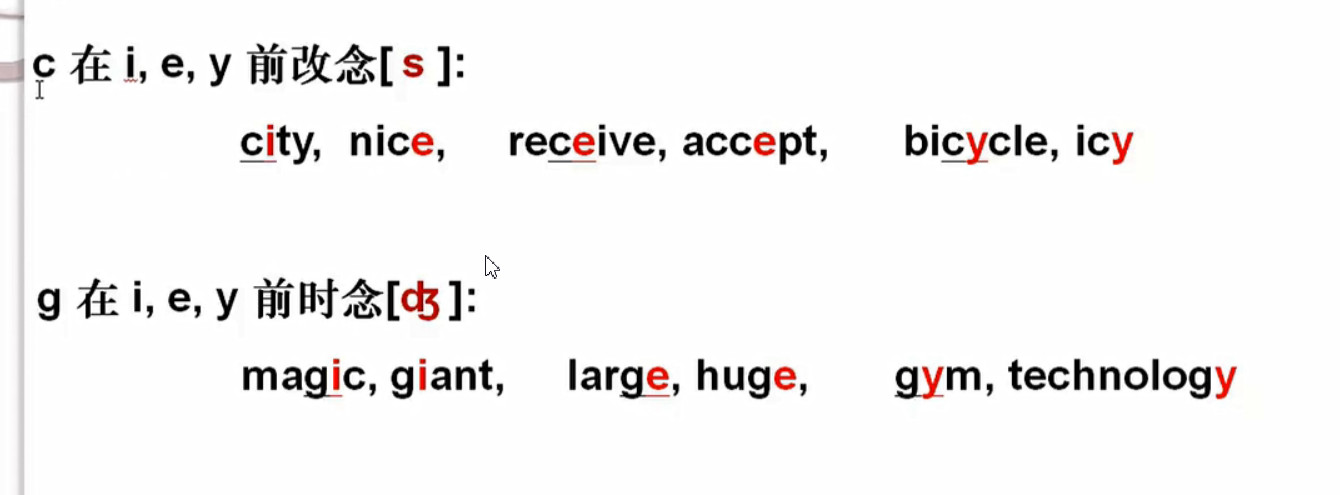 c 在 i, e, y 前改念[ s ]:
city, nice, receive, accept, bicycle, icy
g 在 i, e, y 前时念[ʤ ]:
magic, giant, large, huge, gym, technology